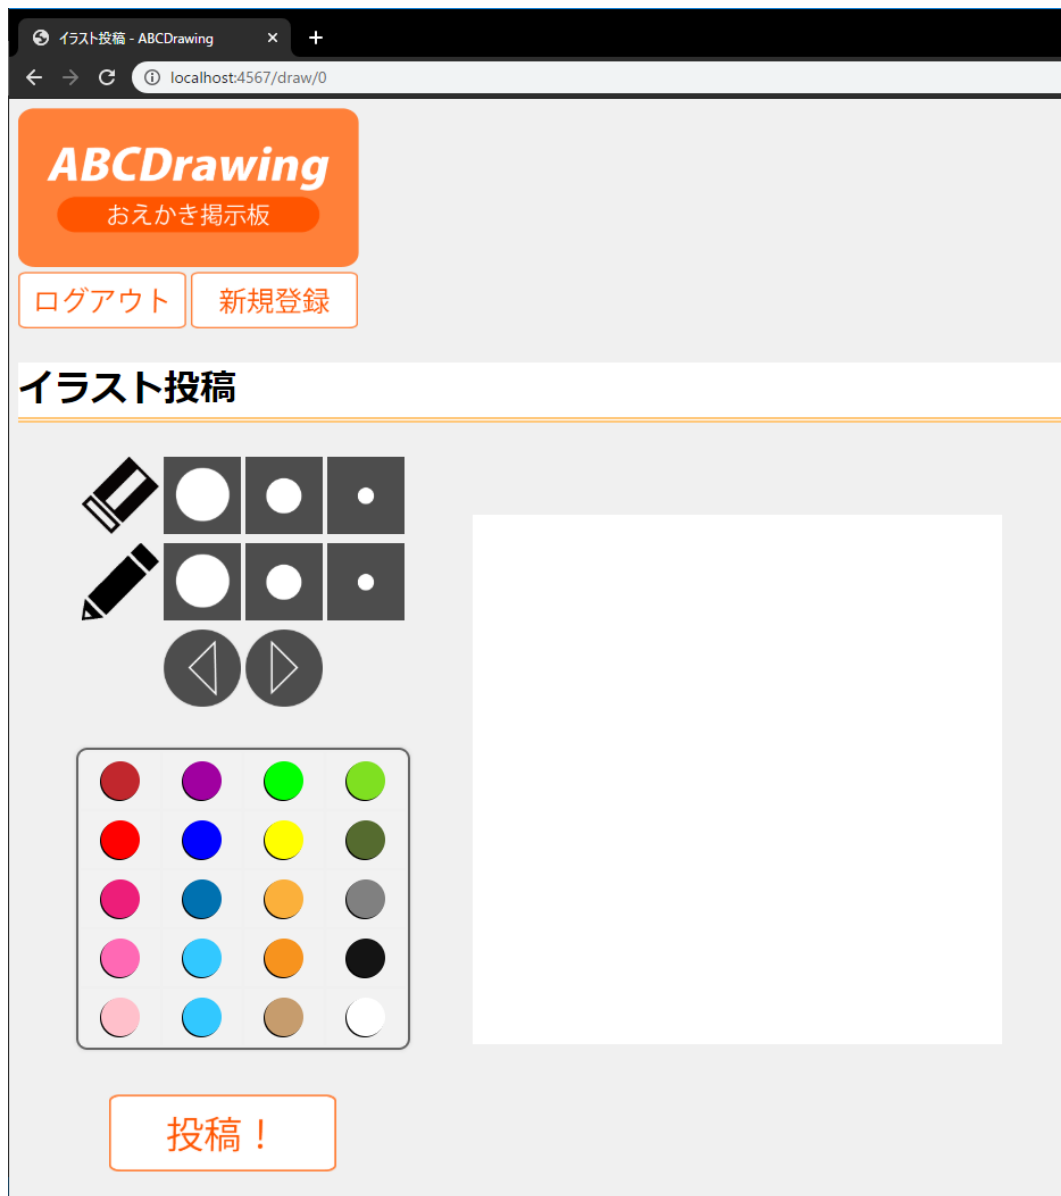 イラスト投稿 - ABCDrawing
localhost:4567/draw/0
ABCDrawing
おえかき掲示板
ログアウト 新規登録
イラスト投稿
投稿！